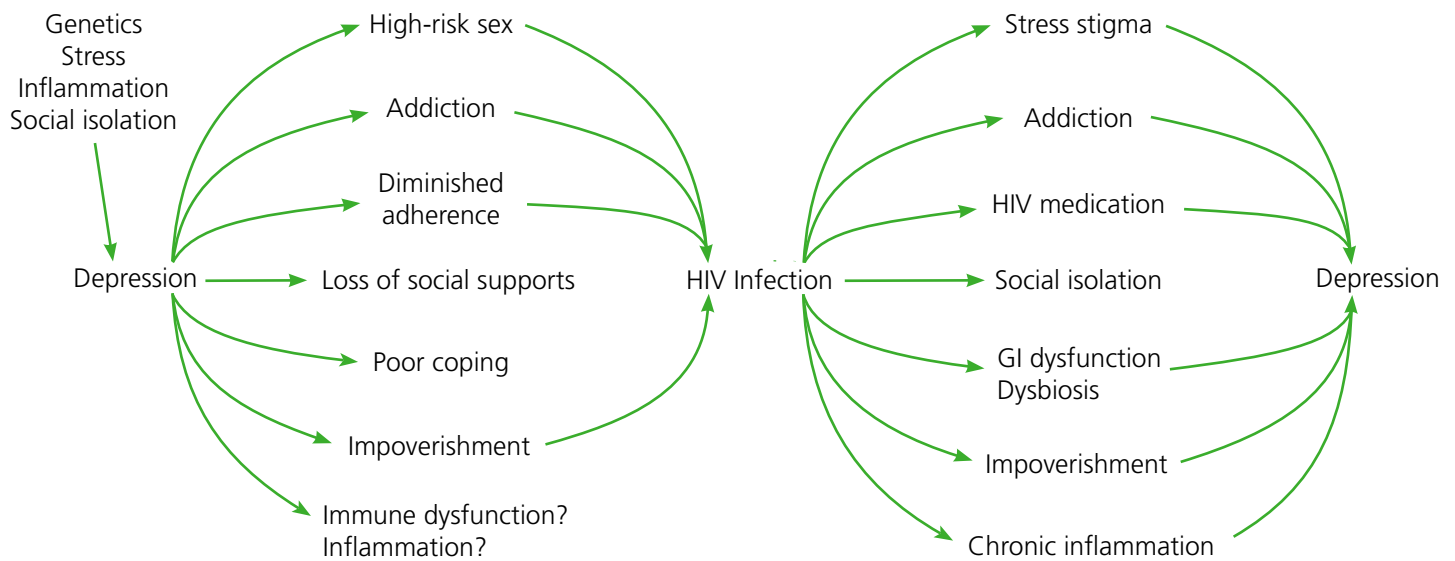 Genetics
Stress
Inflammation
Social isolation
Depression
High-risk sex
Addiction
Diminished
adherence
Loss of social supports
Poor coping
Impoverishment
Immune dysfunction?
Inflammation?
HIV Infection
Stress stigma
Addiction
HIV medication
Social isolation
GI dysfunction
Dysbiosis
Impoverishment
Chronic inflammation
Depression